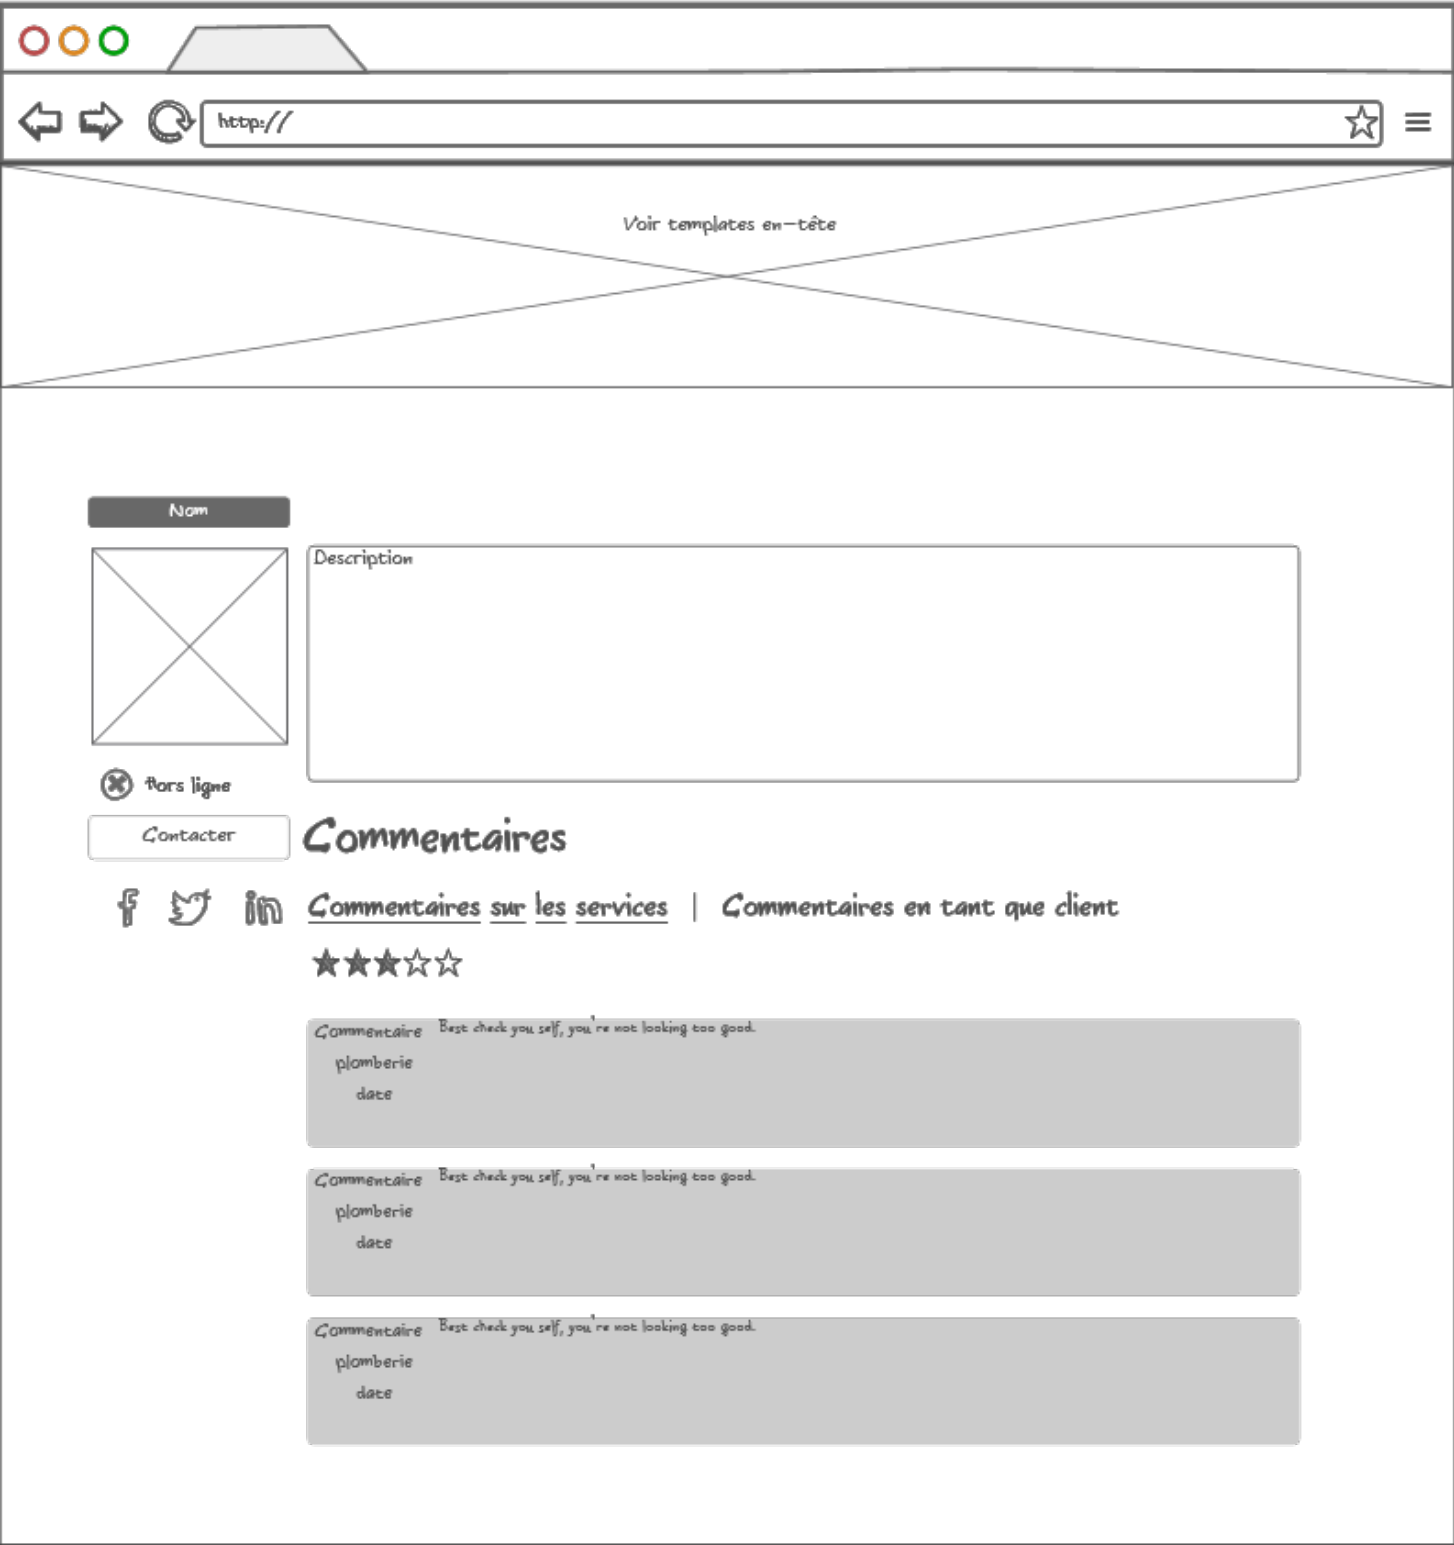 http://
Voir templates en-tête
Nom
Description
Hors ligne
Contacter
Commentaires
Commentaires sur les services | Commentaires en tant que client
Commentaire Best check you self, you're not looking too good.
plomberie
date
Commentaire Best check you self, you're not looking too good.
plomberie
date
Commentaire Best check you self, you're not looking too good.
plomberie
date